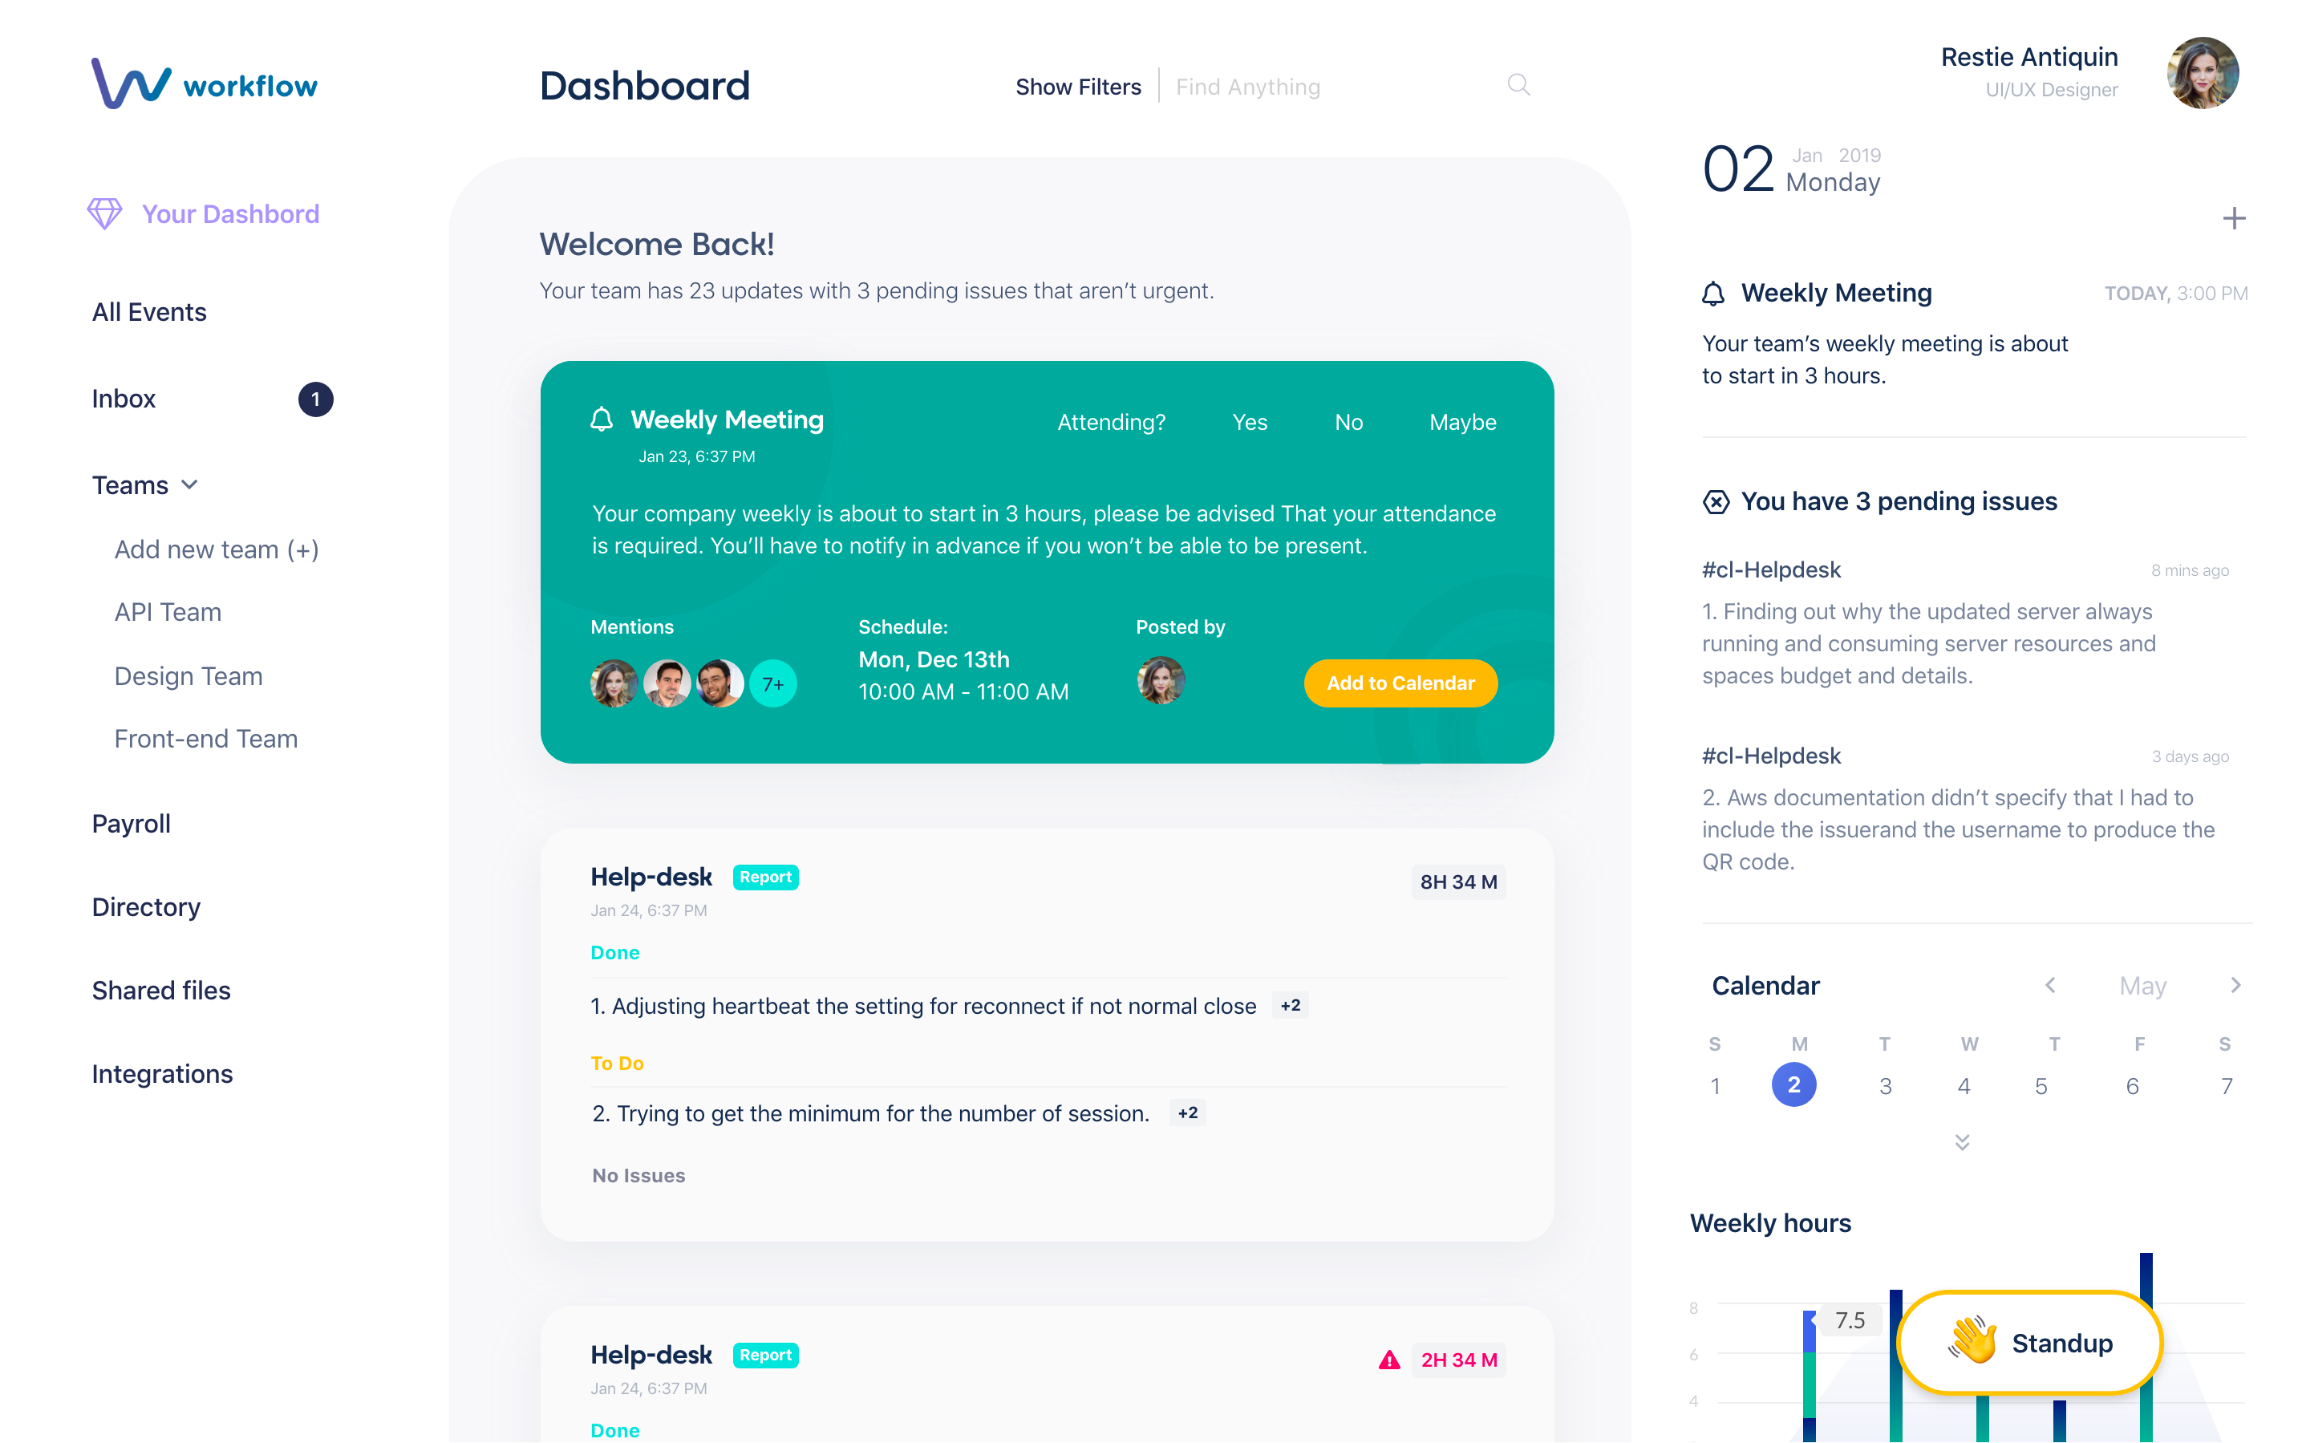 workflow
Dashboard
Show Filters
Find Anything
Restie Antiquin
UI/UX Designer
Your Dashbord
All Events
Inbox
1
Teams
Add new team (+)
API Team
Design Team
Front-end Team
Payroll
Directory
Shared files
Integrations
Welcome Back!
Your team has 23 updates with 3 pending issues that aren’t urgent.
Weekly Meeting
Jan 23, 6:37 PM
Attending?
Yes
No
Maybe
Your company weekly is about to start in 3 hours, please be advised That your attendance
is required. You’ll have to notify in advance if you won’t be able to be present.
Mentions
7+
Schedule:
Mon, Dec 13th
10:00 AM - 11:00 AM
Posted by
Add to Calendar
Help-desk
Report
8H 34 M
Jan 24, 6:37 PM
Done
1. Adjusting heartbeat the setting for reconnect if not normal close
+2
To Do
2. Trying to get the minimum for the number of session.
+2
No Issues
Help-desk
Report
2H 34 M
Jan 24, 6:37 PM
Done
02
Jan 2019
Monday
Weekly Meeting
TODAY, 3:00 PM
Your team’s weekly meeting is about
to start in 3 hours.
You have 3 pending issues
#cl-Helpdesk
8 mins ago
1. Finding out why the updated server always
running and consuming server resources and
spaces budget and details.
#cl-Helpdesk
3 days ago
2. Aws documentation didn’t specify that I had to
include the issuerand the username to produce the
QR code.
Calendar
May
S M T W T F S
1 2 3 4 5 6 7
Weekly hours
8
7.5
6
4
Standup